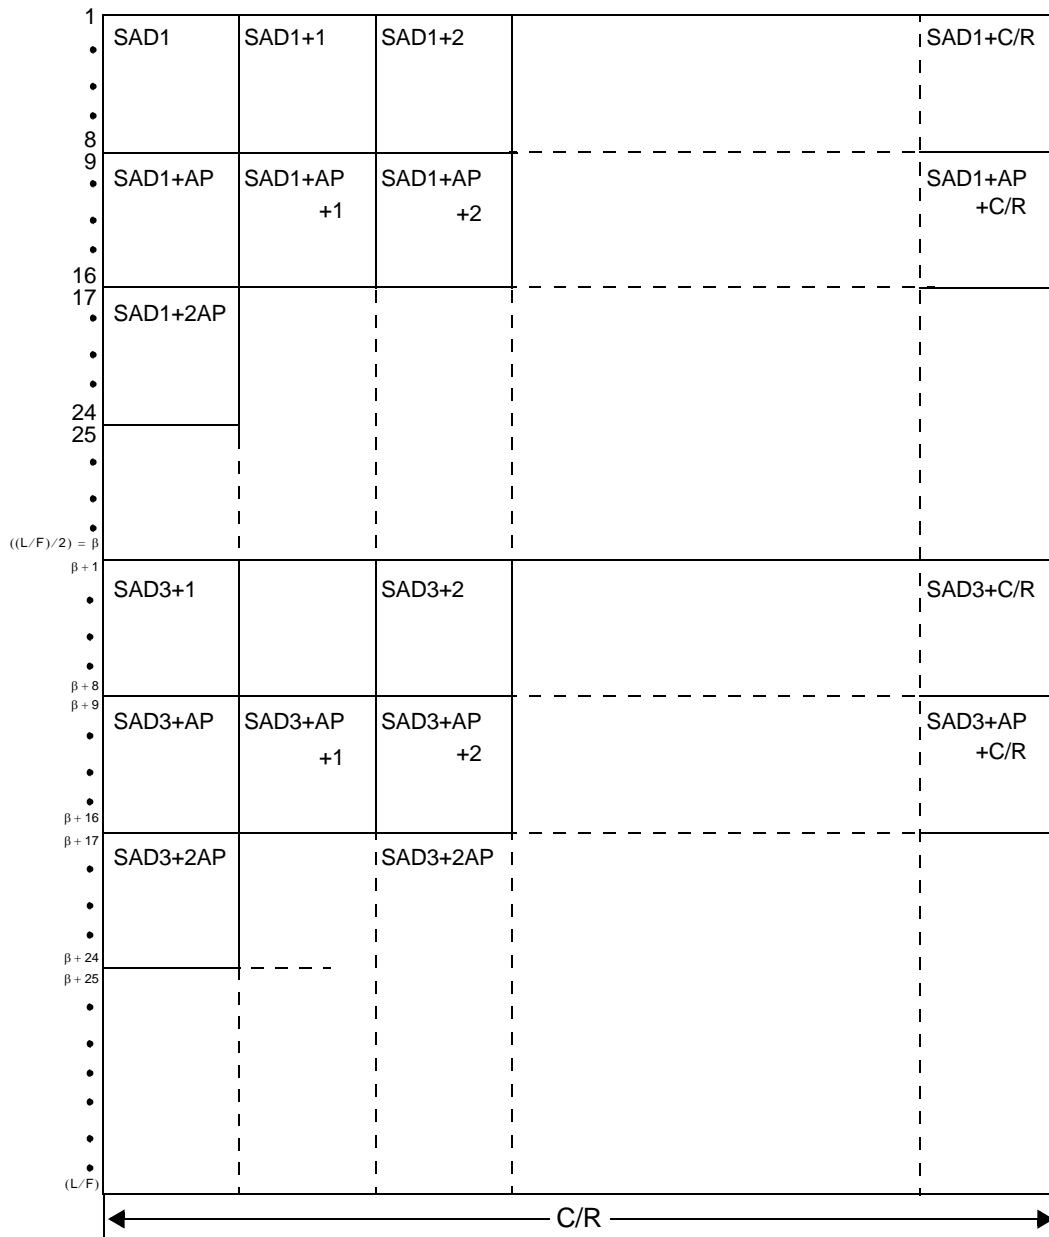 1
SAD1 SAD1+1 SAD1+2 SAD1+C/R
8
9
SAD1+AP SAD1+AP SAD1+AP SAD1+AP
+1 +2 +C/R
16
17
SAD1+2AP
24
25
((L/F)/2) = β
β+1
SAD3+1 SAD3+2 SAD3+C/R
β+8
β+9
SAD3+AP SAD3+AP SAD3+AP SAD3+AP
+1 +2 +C/R
β+16
β+17
SAD3+2AP SAD3+2AP
β+24
β+25
(L/F)
C/R